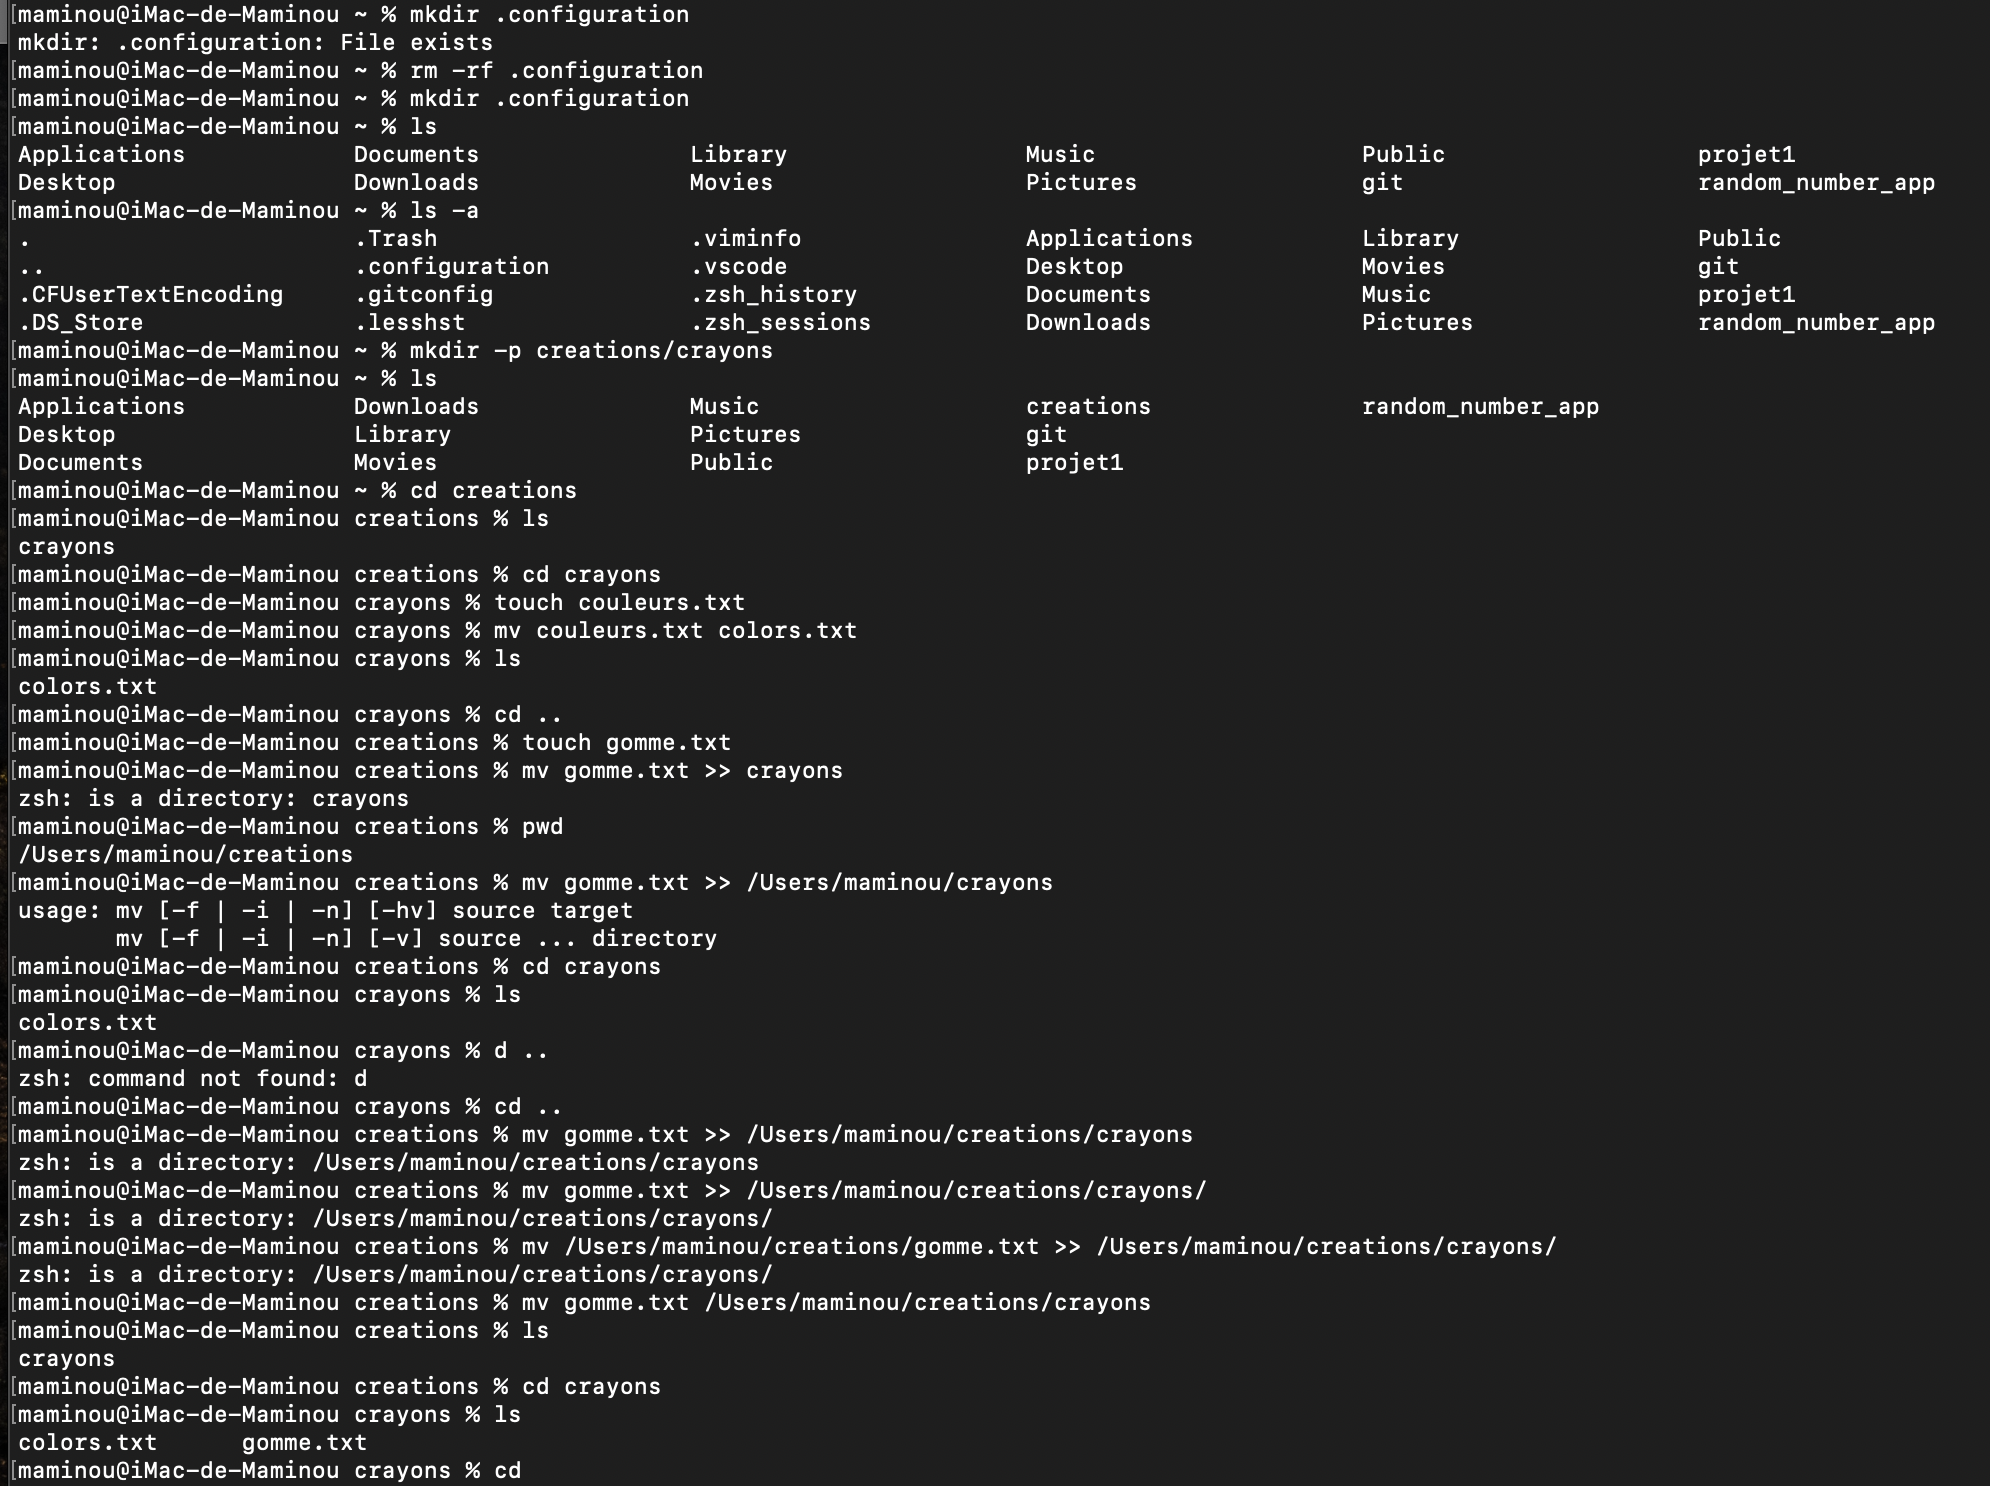 [maminou@iMac-de-Maminou ~ % mkdir .configuration
mkdir: .configuration: File exists
[maminou@iMac-de-Maminou ~ % rm -rf .configuration
[maminou@iMac-de-Maminou ~ % mkdir .configuration
[maminou@iMac-de-Maminou ~ % ls
Applications Documents Library Music Public projet1
Desktop Downloads Movies Pictures git random_number_app
[maminou@iMac-de-Maminou ~ % ls -a
. .Trash .viminfo Applications Library Public
.. .configuration .vscode Desktop Movies git
.CFUserTextEncoding .gitconfig .zsh_history Documents Music projet1
.DS_Store .lesshst .zsh_sessions Downloads Pictures random_number_app
[maminou@iMac-de-Maminou ~ % mkdir -p creations/crayons
[maminou@iMac-de-Maminou ~ % ls
Applications Downloads Music creations random_number_app
Desktop Library Pictures git
Documents Movies Public projet1
[maminou@iMac-de-Maminou ~ % cd creations
[maminou@iMac-de-Maminou creations % ls
crayons
[maminou@iMac-de-Maminou creations % cd crayons
[maminou@iMac-de-Maminou crayons % touch couleurs.txt
[maminou@iMac-de-Maminou crayons % mv couleurs.txt colors.txt
[maminou@iMac-de-Maminou crayons % ls
colors.txt
[maminou@iMac-de-Maminou crayons % cd ..
[maminou@iMac-de-Maminou creations % touch gomme.txt
[maminou@iMac-de-Maminou creations % mv gomme.txt >> crayons
zsh: is a directory: crayons
[maminou@iMac-de-Maminou creations % pwd
/Users/maminou/creations
[maminou@iMac-de-Maminou creations % mv gomme.txt >> /Users/maminou/crayons
usage: mv [-f | -i | -n] [-hv] source target
mv [-f | -i | -n] [-v] source ... directory
[maminou@iMac-de-Maminou creations % cd crayons
[maminou@iMac-de-Maminou crayons % ls
colors.txt
[maminou@iMac-de-Maminou crayons % d ..
zsh: command not found: d
[maminou@iMac-de-Maminou crayons % cd ..
[maminou@iMac-de-Maminou creations % mv gomme.txt >> /Users/maminou/creations/crayons
zsh: is a directory: /Users/maminou/creations/crayons
[maminou@iMac-de-Maminou creations % mv gomme.txt >> /Users/maminou/creations/crayons/
zsh: is a directory: /Users/maminou/creations/crayons/
[maminou@iMac-de-Maminou creations % mv /Users/maminou/creations/gomme.txt >> /Users/maminou/creations/crayons/
zsh: is a directory: /Users/maminou/creations/crayons/
[maminou@iMac-de-Maminou creations % mv gomme.txt /Users/maminou/creations/crayons
[maminou@iMac-de-Maminou creations % ls
crayons
[maminou@iMac-de-Maminou creations % cd crayons
[maminou@iMac-de-Maminou crayons % ls
colors.txt gomme.txt
[maminou@iMac-de-Maminou crayons % cd